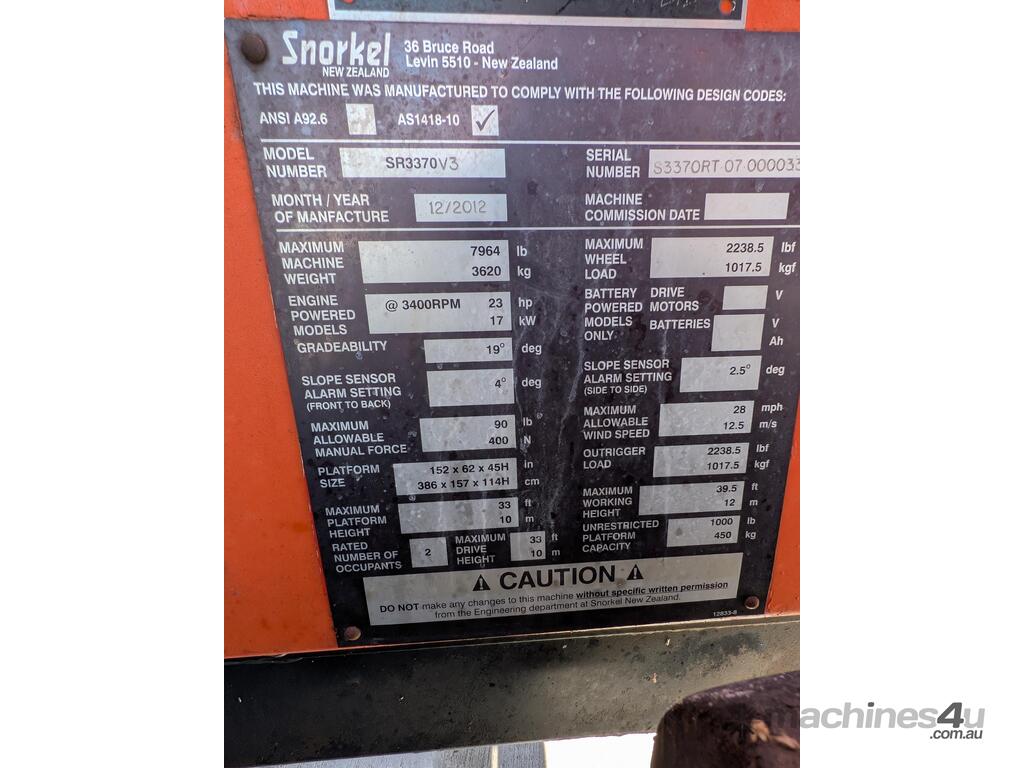 Snorkel
NEW ZEALAND
36 Bruce Road
Levin 5510 - New Zealand
THIS MACHINE WAS MANUFACTURED TO COMPLY WITH THE FOLLOWING DESIGN CODES:
ANSI A92.6 AS1418-10 ✓
MODEL NUMBER SR3370V3
SERIAL NUMBER S3370RT-07 000033
MONTH / YEAR OF MANFACTURE 12/2012
MACHINE COMMISSION DATE
MAXIMUM MACHINE WEIGHT 7964 lb 3620 kg
MAXIMUM WHEEL LOAD 2238.5 lbf 1017.5 kgf
ENGINE POWERED MODELS @ 3400RPM 23 hp 17 kW
BATTERY POWERED MODELS ONLY DRIVE MOTORS V BATTERIES V Ah
GRADEABILITY 19° deg
SLOPE SENSOR ALARM SETTING (FRONT TO BACK) 4° deg
SLOPE SENSOR ALARM SETTING (SIDE TO SIDE) 2.5° deg
MAXIMUM ALLOWABLE MANUAL FORCE 90 lb 400 N
MAXIMUM ALLOWABLE WIND SPEED 28 mph 12.5 m/s
PLATFORM SIZE 152 x 62 x 45H in 386 x 157 x 114H cm
OUTRIGGER LOAD 2238.5 lbf 1017.5 kgf
MAXIMUM PLATFORM HEIGHT 33 ft 10 m
MAXIMUM WORKING HEIGHT 39.5 ft 12 m
RATED NUMBER OF OCCUPANTS 2
MAXIMUM DRIVE HEIGHT 33 ft 10 m
UNRESTRICTED PLATFORM CAPACITY 1000 lb 450 kg
⚠ CAUTION ⚠
DO NOT make any changes to this machine without specific written permission
from the Engineering department at Snorkel New Zealand.
12833-8
machines4u
.com.au